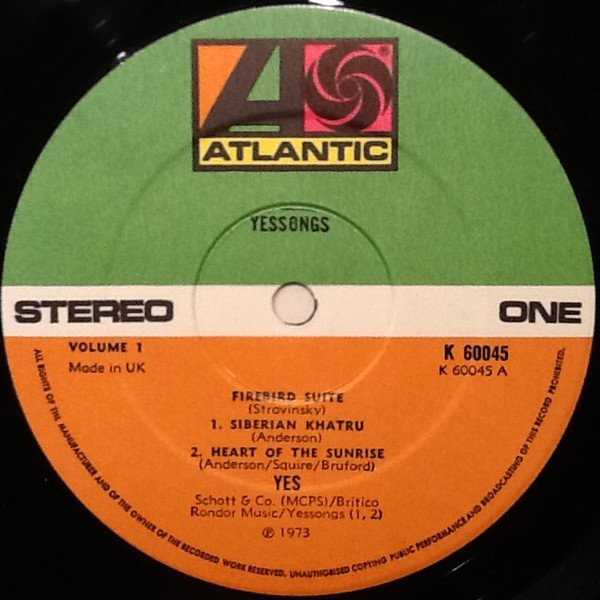 ATLANTIC
YESSONGS
STEREO
ONE
VOLUME 1
Made in UK
K 60045
K 60045 A
FIREBIRD SUITE
(Stravinsky)
1. SIBERIAN KHATRU
(Anderson)
2. HEART OF THE SUNRISE
(Anderson/Squire/Bruford)
YES
Schott & Co. (MCPS)/Britico
Rondor Music/Yessongs (1, 2)
℗ 1973
ALL RIGHTS OF THE MANUFACTURER AND OF THE OWNER OF THE RECORDED WORK RESERVED. UNAUTHORISED COPYING PUBLIC PERFORMANCE AND BROADCASTING OF THIS RECORD PROHIBITED.